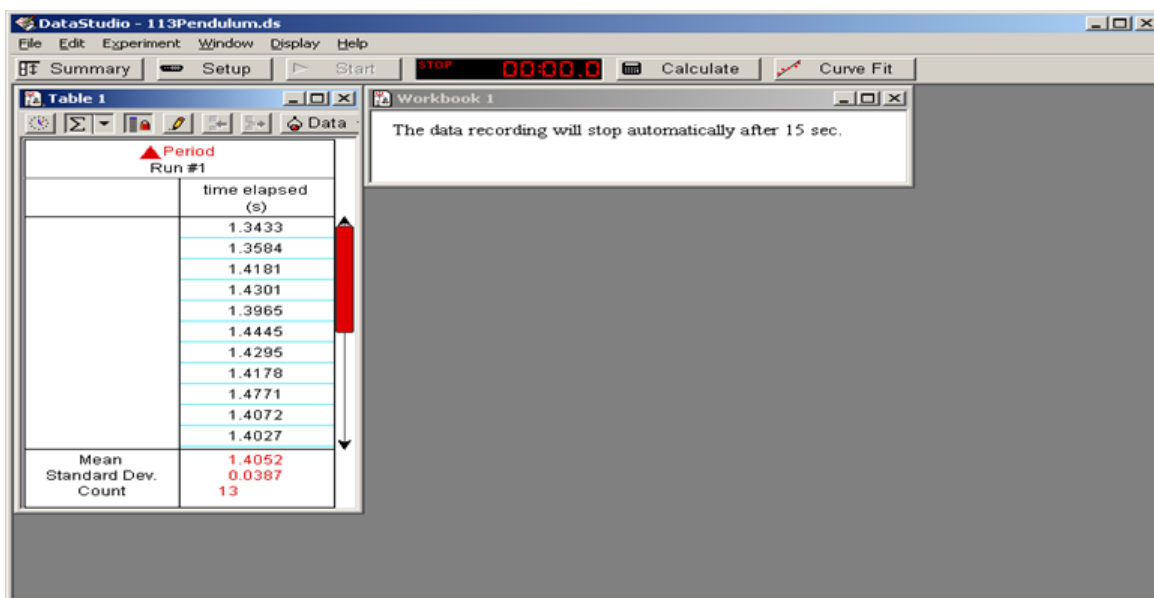 DataStudio - 113Pendulum.ds
File Edit Experiment Window Display Help
Summary Setup Start STOP 00:00.0 Calculate Curve Fit
Table 1
Σ Data
Period
Run #1
time elapsed
(s)
1.3433
1.3584
1.4181
1.4301
1.3965
1.4445
1.4295
1.4178
1.4771
1.4072
1.4027
Mean 1.4052
Standard Dev. 0.0387
Count 13
Workbook 1
The data recording will stop automatically after 15 sec.